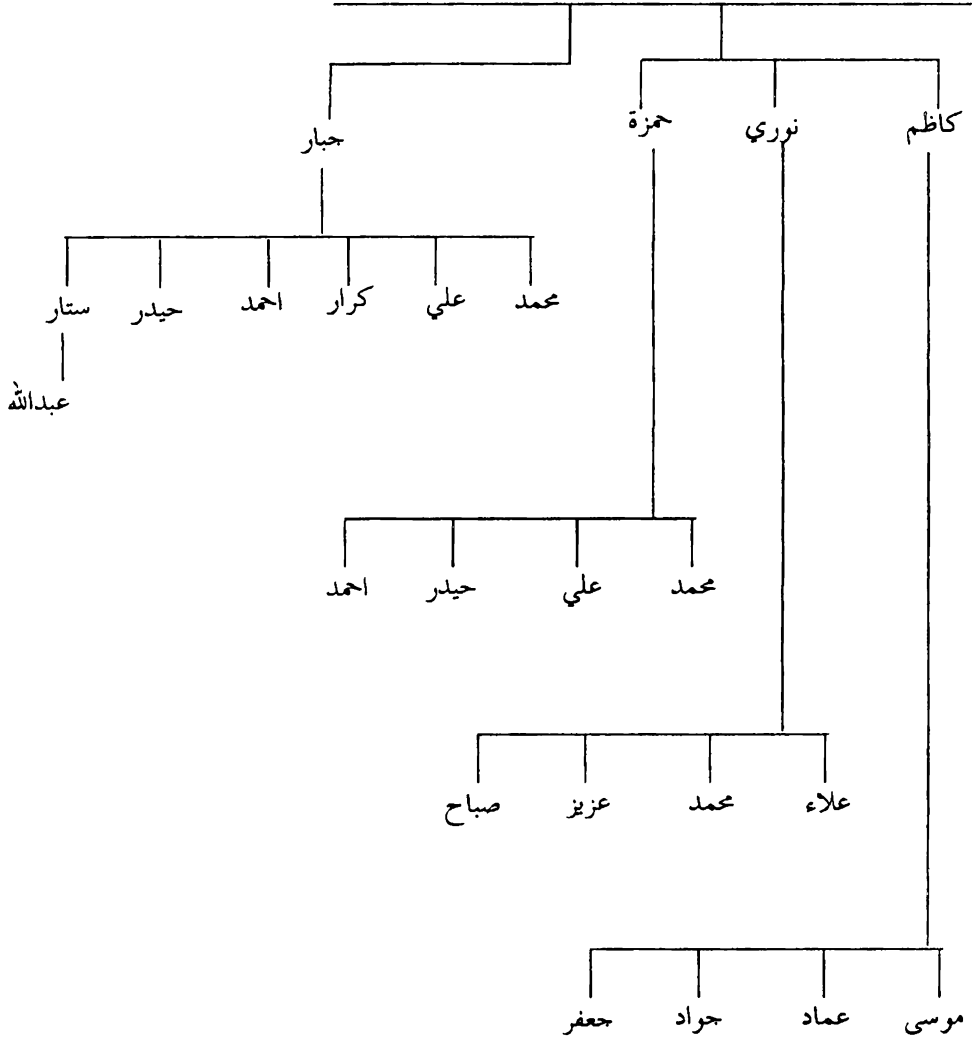 كاظم نوري حمزة
جبار
محمد علي كرار احمد حيدر ستار
عبدالله
محمد علي حيدر احمد
علاء محمد عزيز صباح
موسى عماد جواد جعفر